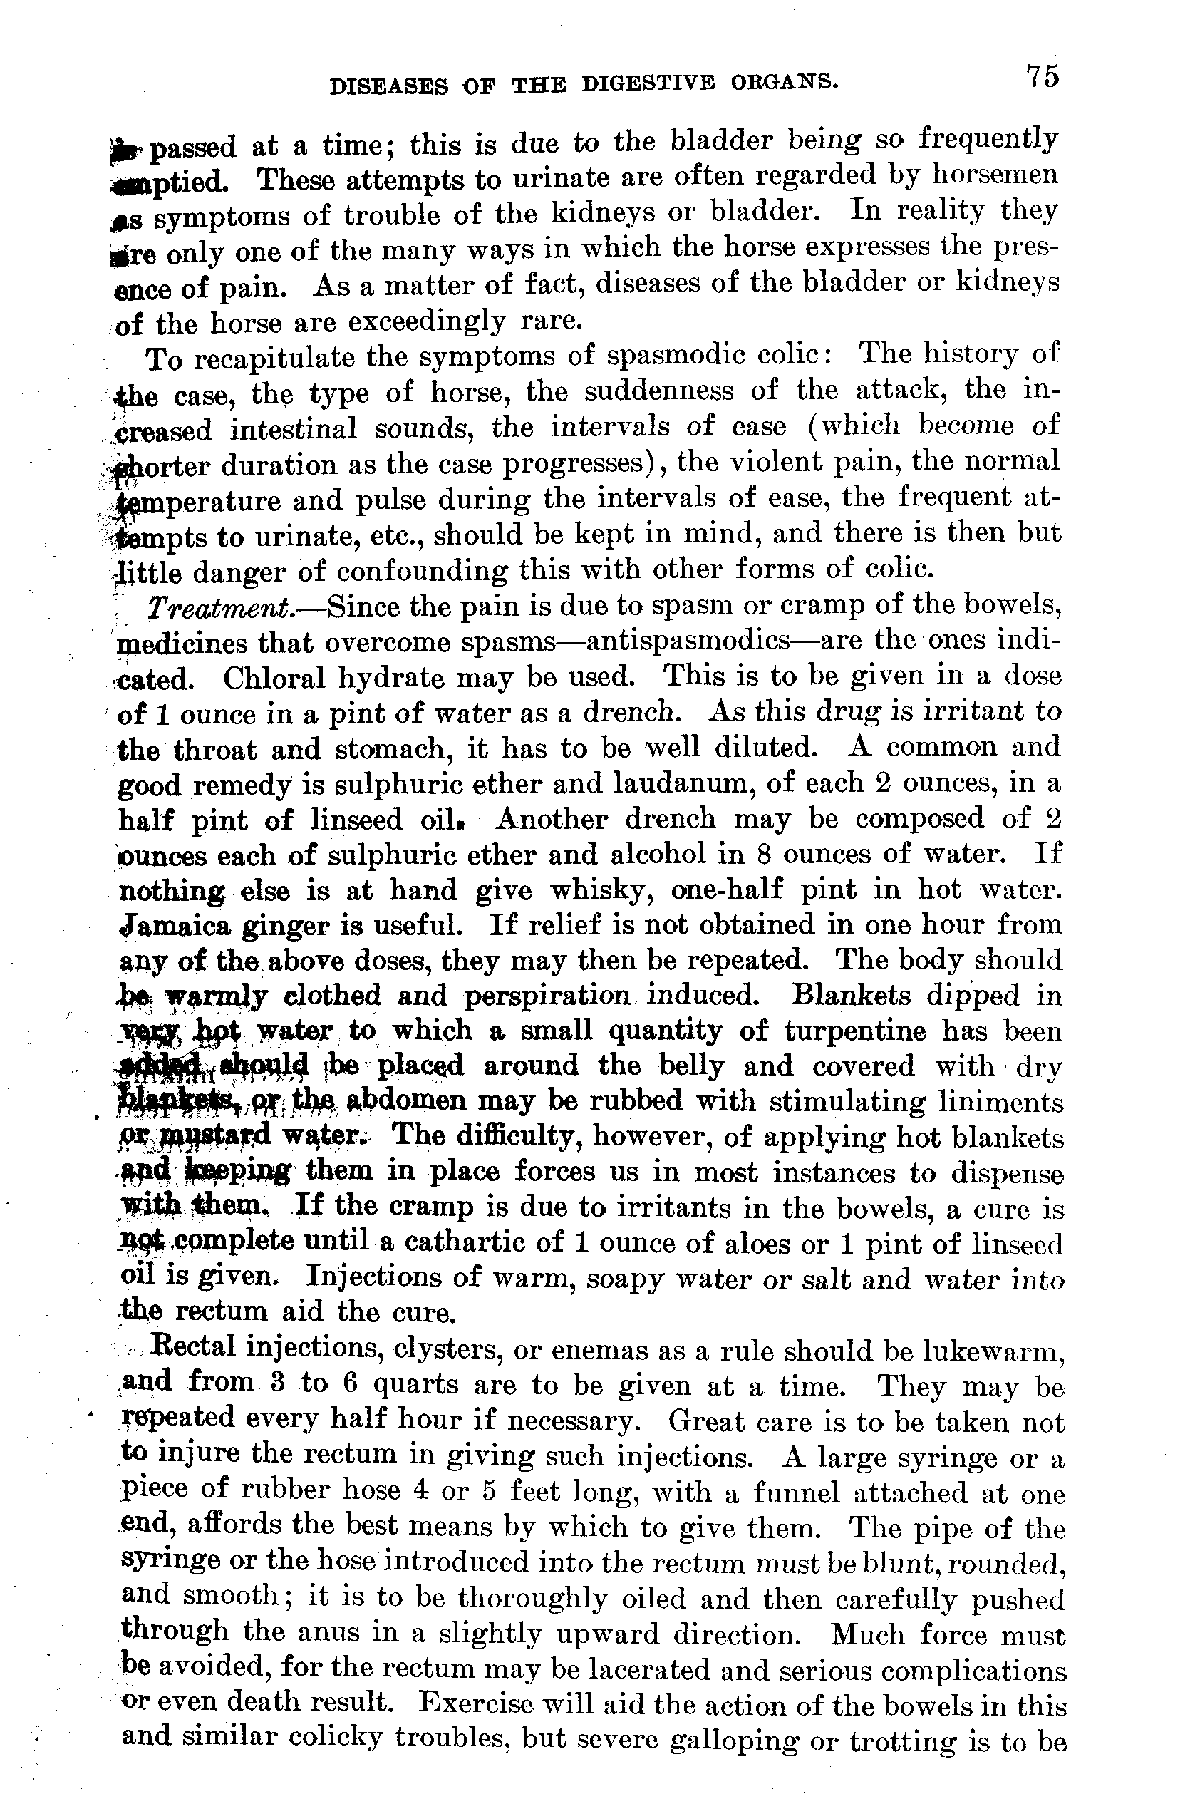 DISEASES OF THE DIGESTIVE ORGANS. 75
passed at a time; this is due to the bladder being so frequently
emptied. These attempts to urinate are often regarded by horsemen
as symptoms of trouble of the kidneys or bladder. In reality they
are only one of the many ways in which the horse expresses the pres-
ence of pain. As a matter of fact, diseases of the bladder or kidneys
of the horse are exceedingly rare.
To recapitulate the symptoms of spasmodic colic: The history of
the case, the type of horse, the suddenness of the attack, the in-
creased intestinal sounds, the intervals of ease (which become of
shorter duration as the case progresses), the violent pain, the normal
temperature and pulse during the intervals of ease, the frequent at-
tempts to urinate, etc., should be kept in mind, and there is then but
little danger of confounding this with other forms of colic.
Treatment.—Since the pain is due to spasm or cramp of the bowels,
medicines that overcome spasms—antispasmodics—are the ones indi-
cated. Chloral hydrate may be used. This is to be given in a dose
of 1 ounce in a pint of water as a drench. As this drug is irritant to
the throat and stomach, it has to be well diluted. A common and
good remedy is sulphuric ether and laudanum, of each 2 ounces, in a
half pint of linseed oil. Another drench may be composed of 2
ounces each of sulphuric ether and alcohol in 8 ounces of water. If
nothing else is at hand give whisky, one-half pint in hot water.
Jamaica ginger is useful. If relief is not obtained in one hour from
any of the above doses, they may then be repeated. The body should
be warmly clothed and perspiration induced. Blankets dipped in
very hot water to which a small quantity of turpentine has been
added should be placed around the belly and covered with dry
blankets, or the abdomen may be rubbed with stimulating liniments
or mustard water. The difficulty, however, of applying hot blankets
and keeping them in place forces us in most instances to dispense
with them. If the cramp is due to irritants in the bowels, a cure is
not complete until a cathartic of 1 ounce of aloes or 1 pint of linseed
oil is given. Injections of warm, soapy water or salt and water into
the rectum aid the cure.
Rectal injections, clysters, or enemas as a rule should be lukewarm,
and from 3 to 6 quarts are to be given at a time. They may be
repeated every half hour if necessary. Great care is to be taken not
to injure the rectum in giving such injections. A large syringe or a
piece of rubber hose 4 or 5 feet long, with a funnel attached at one
end, affords the best means by which to give them. The pipe of the
syringe or the hose introduced into the rectum must be blunt, rounded,
and smooth; it is to be thoroughly oiled and then carefully pushed
through the anus in a slightly upward direction. Much force must
be avoided, for the rectum may be lacerated and serious complications
or even death result. Exercise will aid the action of the bowels in this
and similar colicky troubles, but severe galloping or trotting is to be